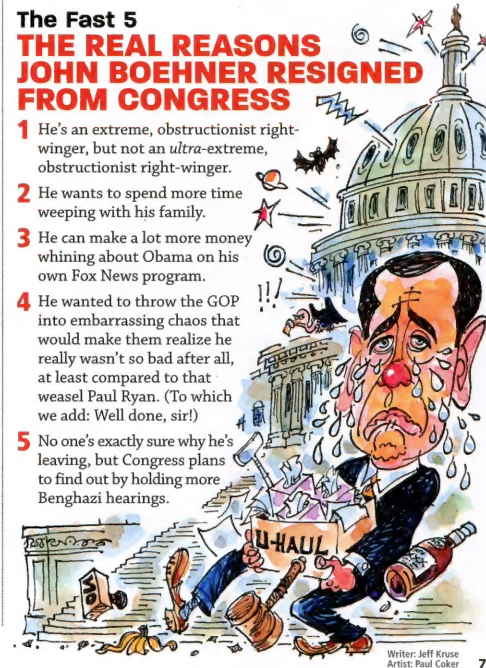 The Fast 5
THE REAL REASONS
JOHN BOEHNER RESIGNED
FROM CONGRESS
1 He's an extreme, obstructionist right-
winger, but not an ultra-extreme,
obstructionist right-winger.
2 He wants to spend more time
weeping with his family.
3 He can make a lot more money
whining about Obama on his
own Fox News program.
4 He wanted to throw the GOP
into embarrassing chaos that
would make them realize he
really wasn't so bad after all,
at least compared to that
weasel Paul Ryan. (To which
we add: Well done, sir!)
5 No one's exactly sure why he's
leaving, but Congress plans
to find out by holding more
Benghazi hearings.
!!!
U-HAUL
NO
Writer: Jeff Kruse
Artist: Paul Coker
7